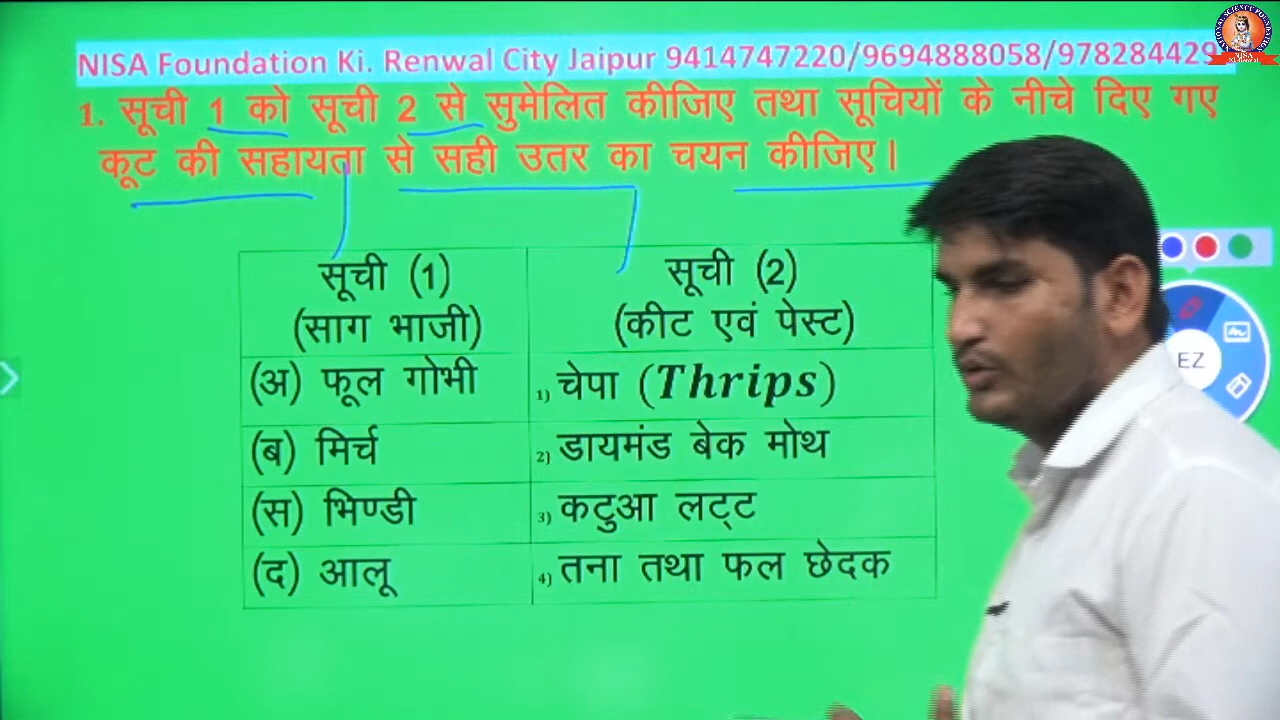 NISA Foundation Ki. Renwal City Jaipur 9414747220/9694888058/978284429
1. सूची 1 को सूची 2 से सुमेलित कीजिए तथा सूचियों के नीचे दिए गए
कूट की सहायता से सही उतर का चयन कीजिए।
सूची (1) सूची (2)
(साग भाजी) (कीट एवं पेस्ट)
(अ) फूल गोभी 1) चेपा (Thrips)
(ब) मिर्च 2) डायमंड बेक मोथ
(स) भिण्डी 3) कटुआ लट्ट
(द) आलू 4) तना तथा फल छेदक
EZ